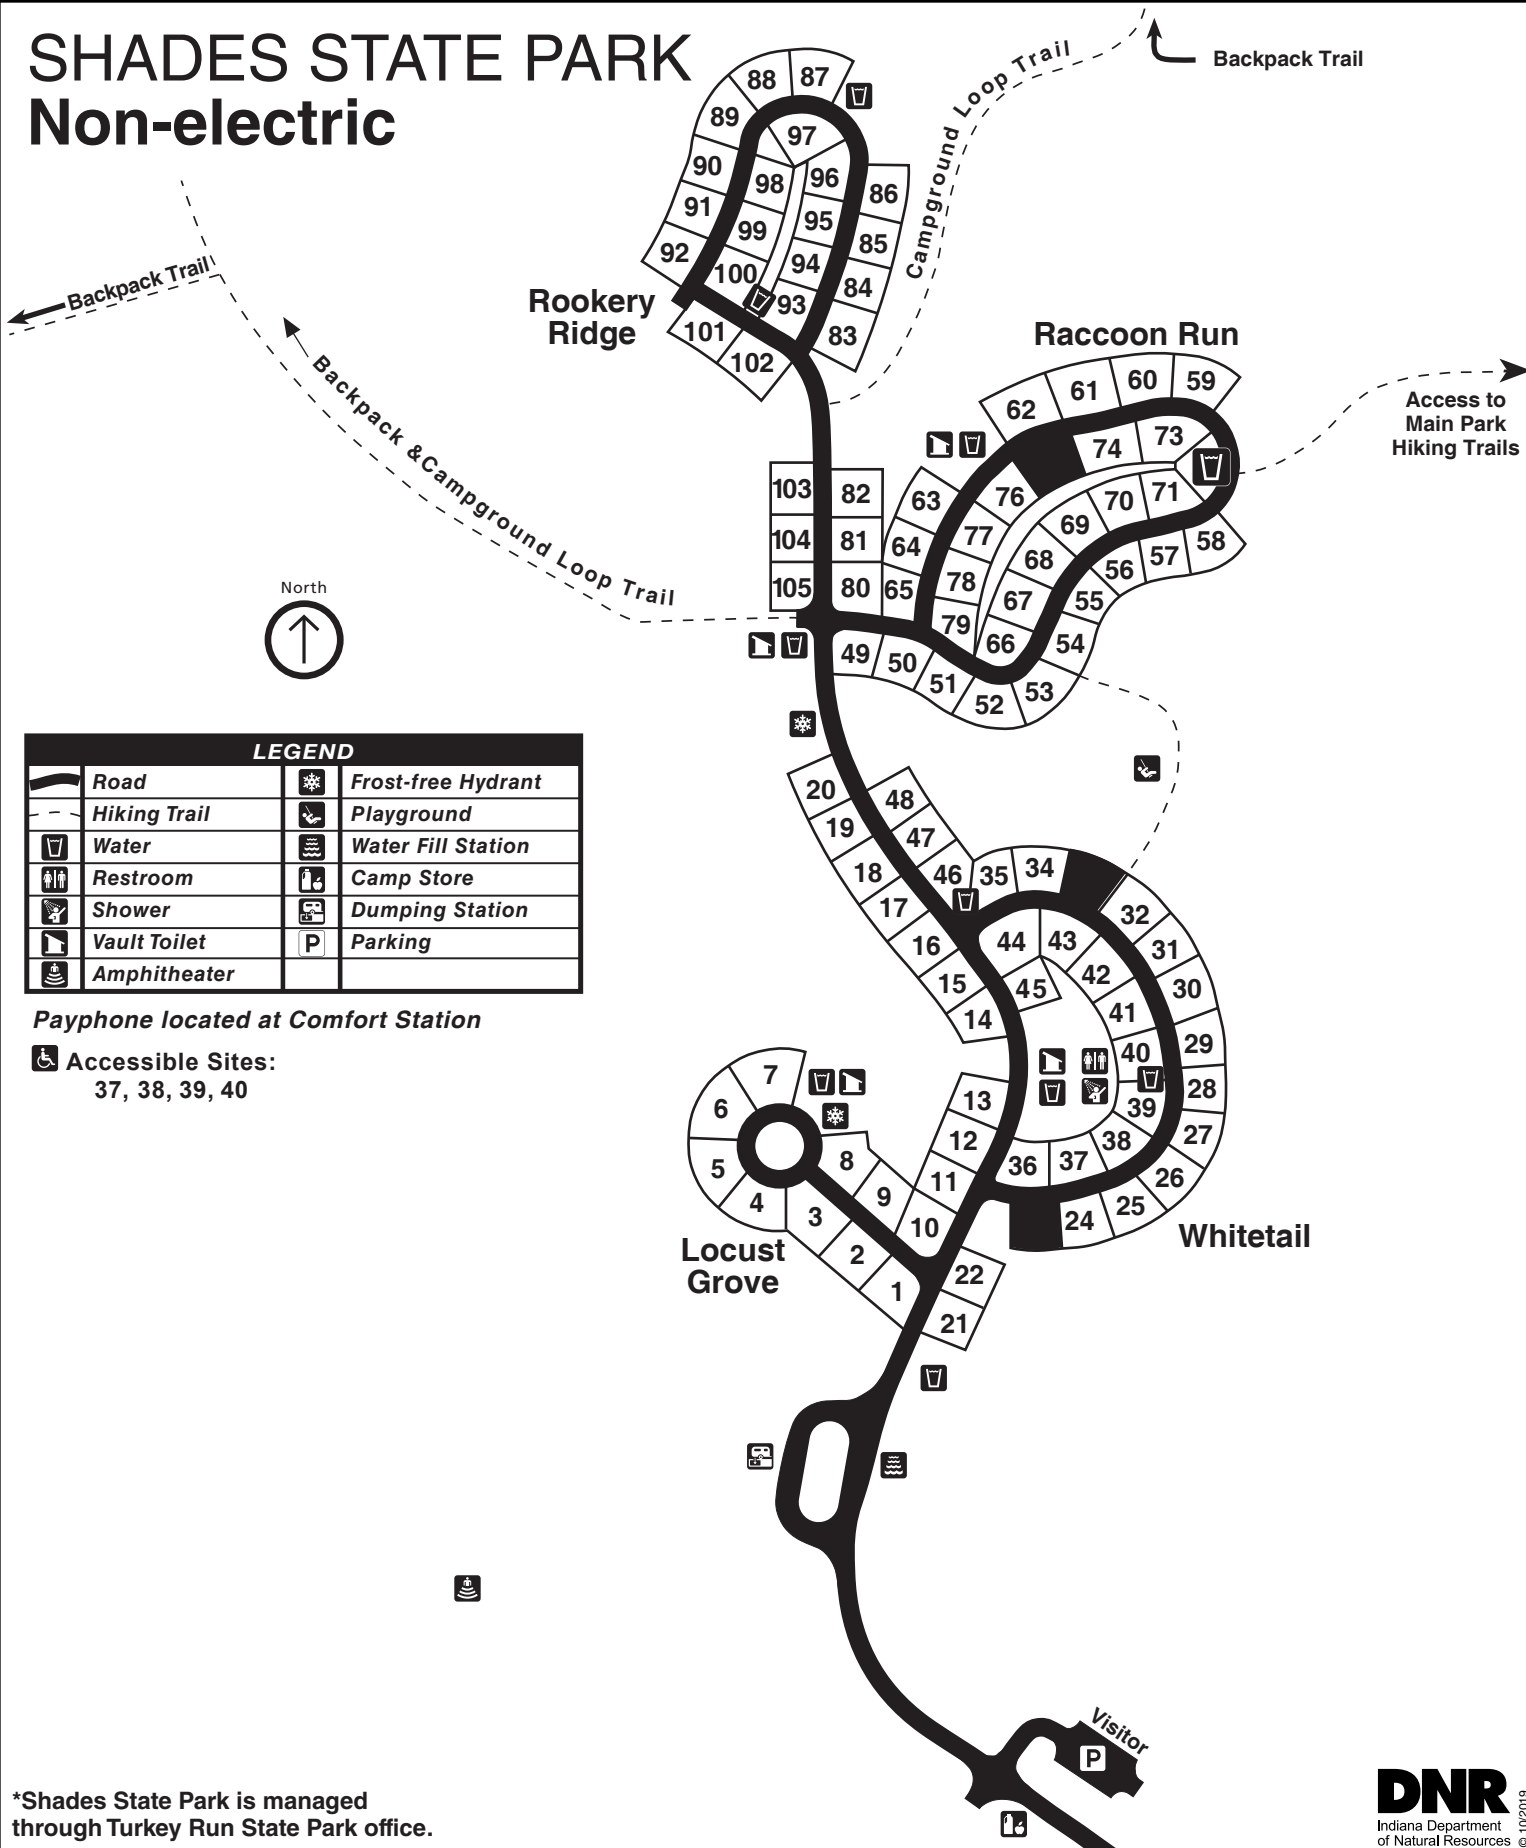 SHADES STATE PARK
Non-electric
Backpack Trail
Campground Loop Trail
Backpack Trail
Backpack &Campground Loop Trail
Rookery
Ridge
88
87
89
97
90
98
96
86
91
99
95
85
92
100
94
84
93
101
83
102
Raccoon Run
62
61
60
59
74
73
63
76
70
71
77
69
64
68
58
57
56
78
65
67
55
79
66
54
53
52
51
50
49
Access to
Main Park
Hiking Trails
103
82
104
81
105
80
North
LEGEND
Road
Frost-free Hydrant
Hiking Trail
Playground
Water
Water Fill Station
Restroom
Camp Store
Shower
Dumping Station
Vault Toilet
P
Parking
Amphitheater
Payphone located at Comfort Station
Accessible Sites:
37, 38, 39, 40
20
48
19
47
18
46
35
34
17
32
16
44
43
31
15
45
42
30
14
41
29
40
28
13
39
27
12
38
36
37
26
11
25
24
10
Whitetail
7
6
8
5
9
4
3
2
1
22
21
Locust
Grove
Visitor
P
*Shades State Park is managed
through Turkey Run State Park office.
DNR
Indiana Department
of Natural Resources
© 10/2019